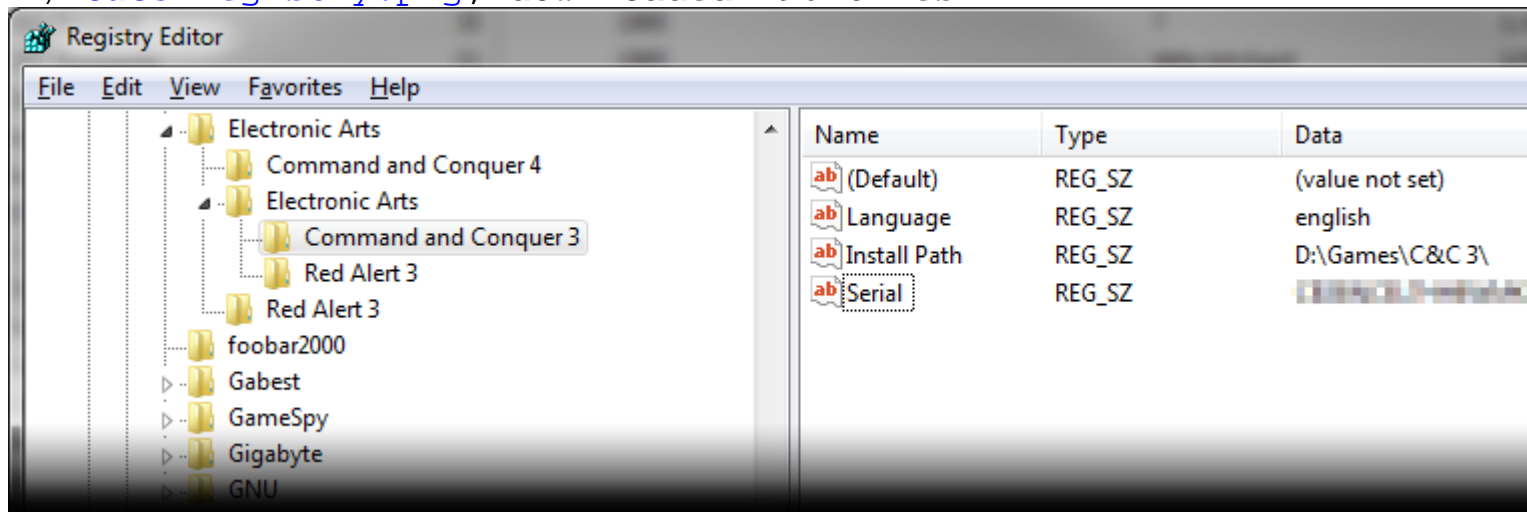 Registry Editor
File Edit View Favorites Help
Electronic Arts
Command and Conquer 4
Electronic Arts
Command and Conquer 3
Red Alert 3
Red Alert 3
foobar2000
Gabest
GameSpy
Gigabyte
GNU
Name Type Data
(Default) REG_SZ (value not set)
Language REG_SZ english
Install Path REG_SZ D:\Games\C&C 3\
Serial REG_SZ